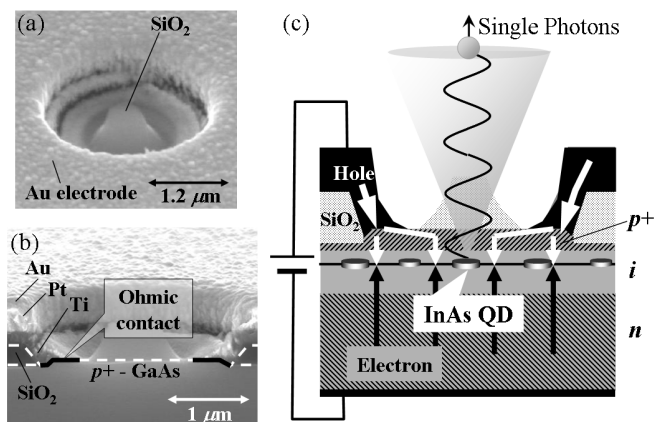 (a)
SiO2
Au electrode
1.2 μm
(b)
Au
Pt
Ti
Ohmic
contact
p+ - GaAs
SiO2
1 μm
(c)
Single Photons
Hole
SiO2
p+
i
InAs QD
n
Electron